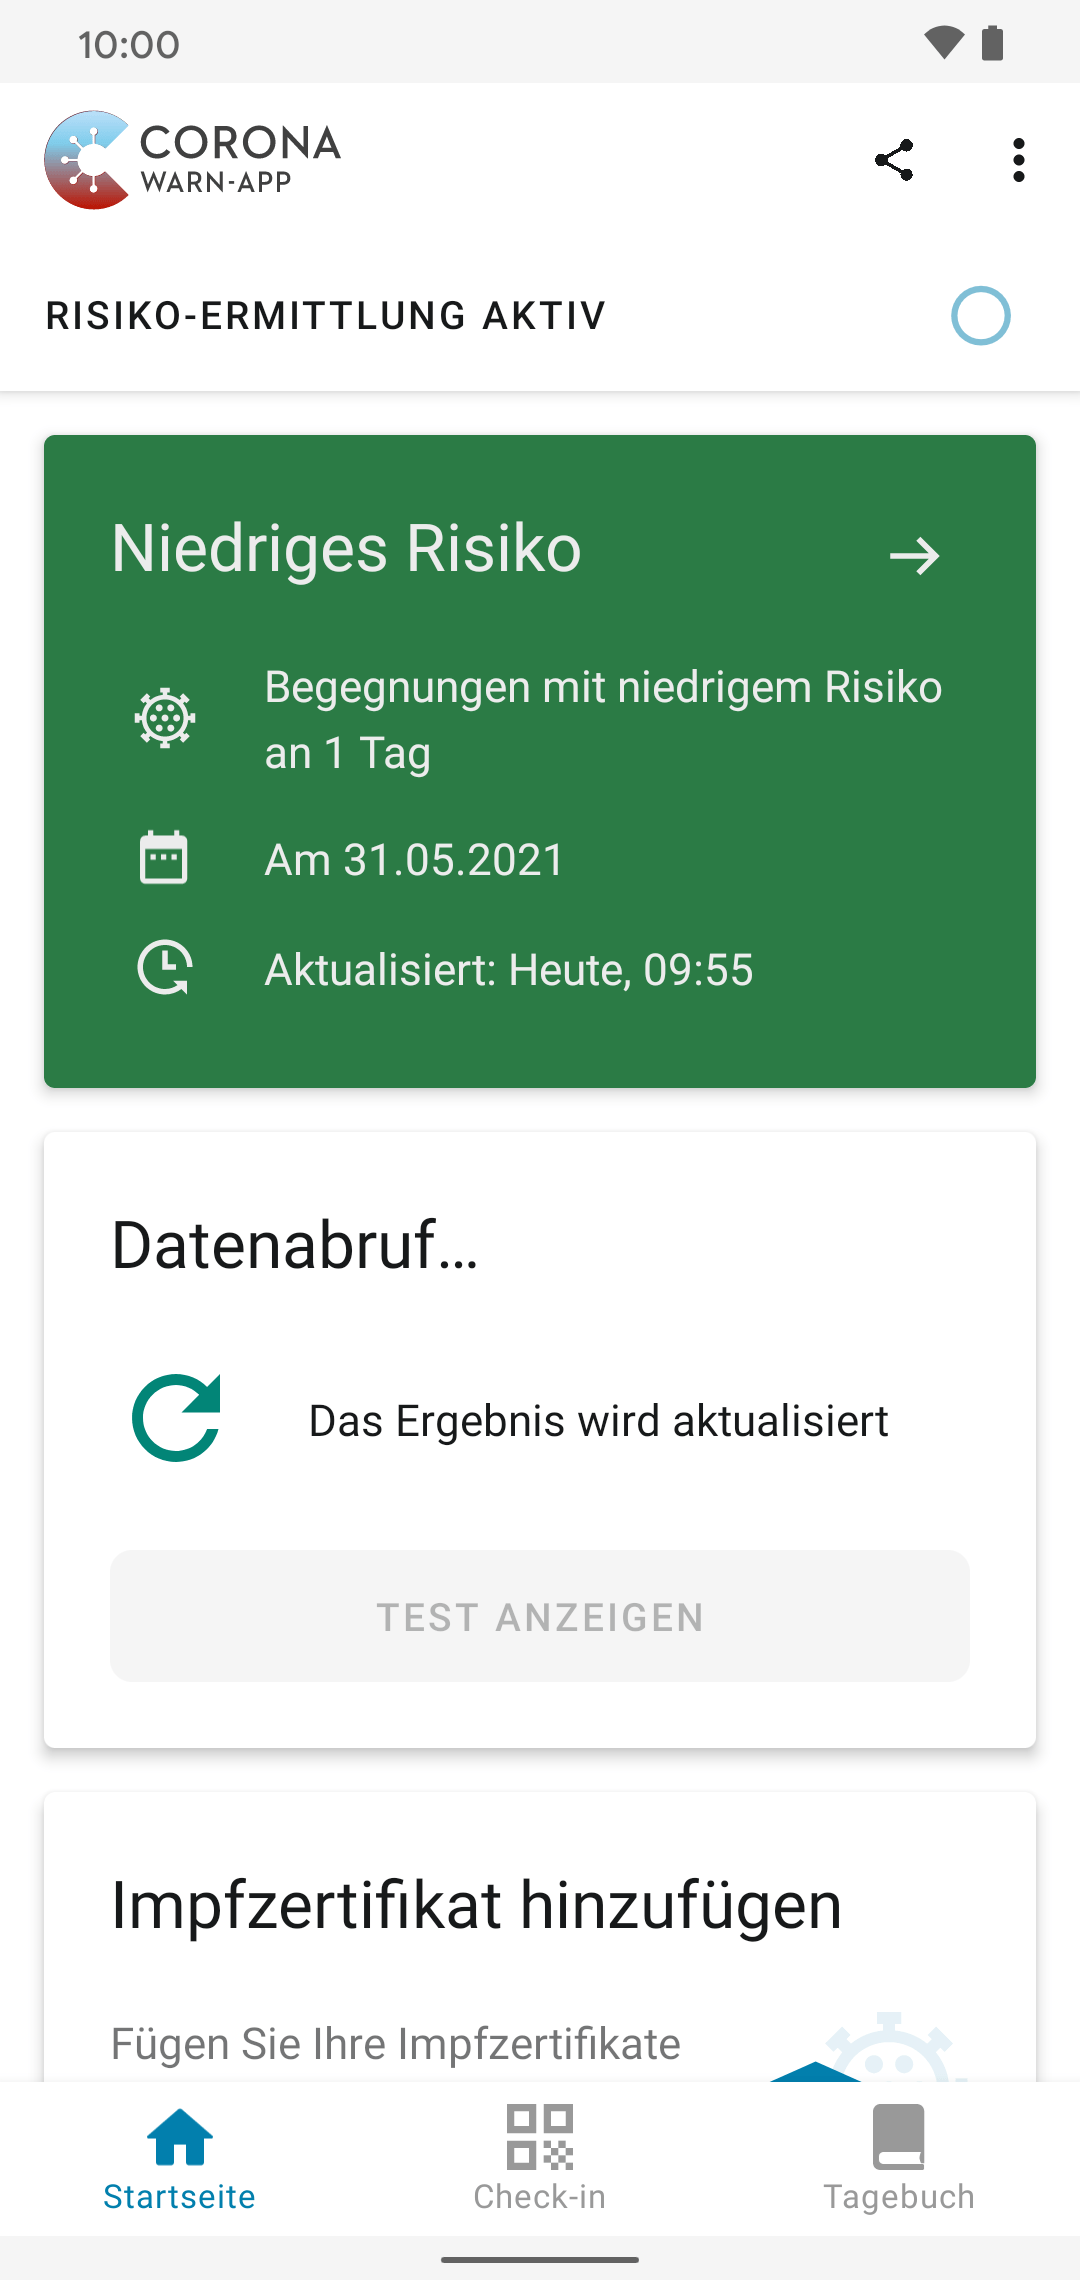 10:00
CORONA
WARN-APP
RISIKO-ERMITTLUNG AKTIV
Niedriges Risiko
Begegnungen mit niedrigem Risiko
an 1 Tag
Am 31.05.2021
Aktualisiert: Heute, 09:55
Datenabruf…
Das Ergebnis wird aktualisiert
TEST ANZEIGEN
Impfzertifikat hinzufügen
Fügen Sie Ihre Impfzertifikate
Startseite
Check-in
Tagebuch